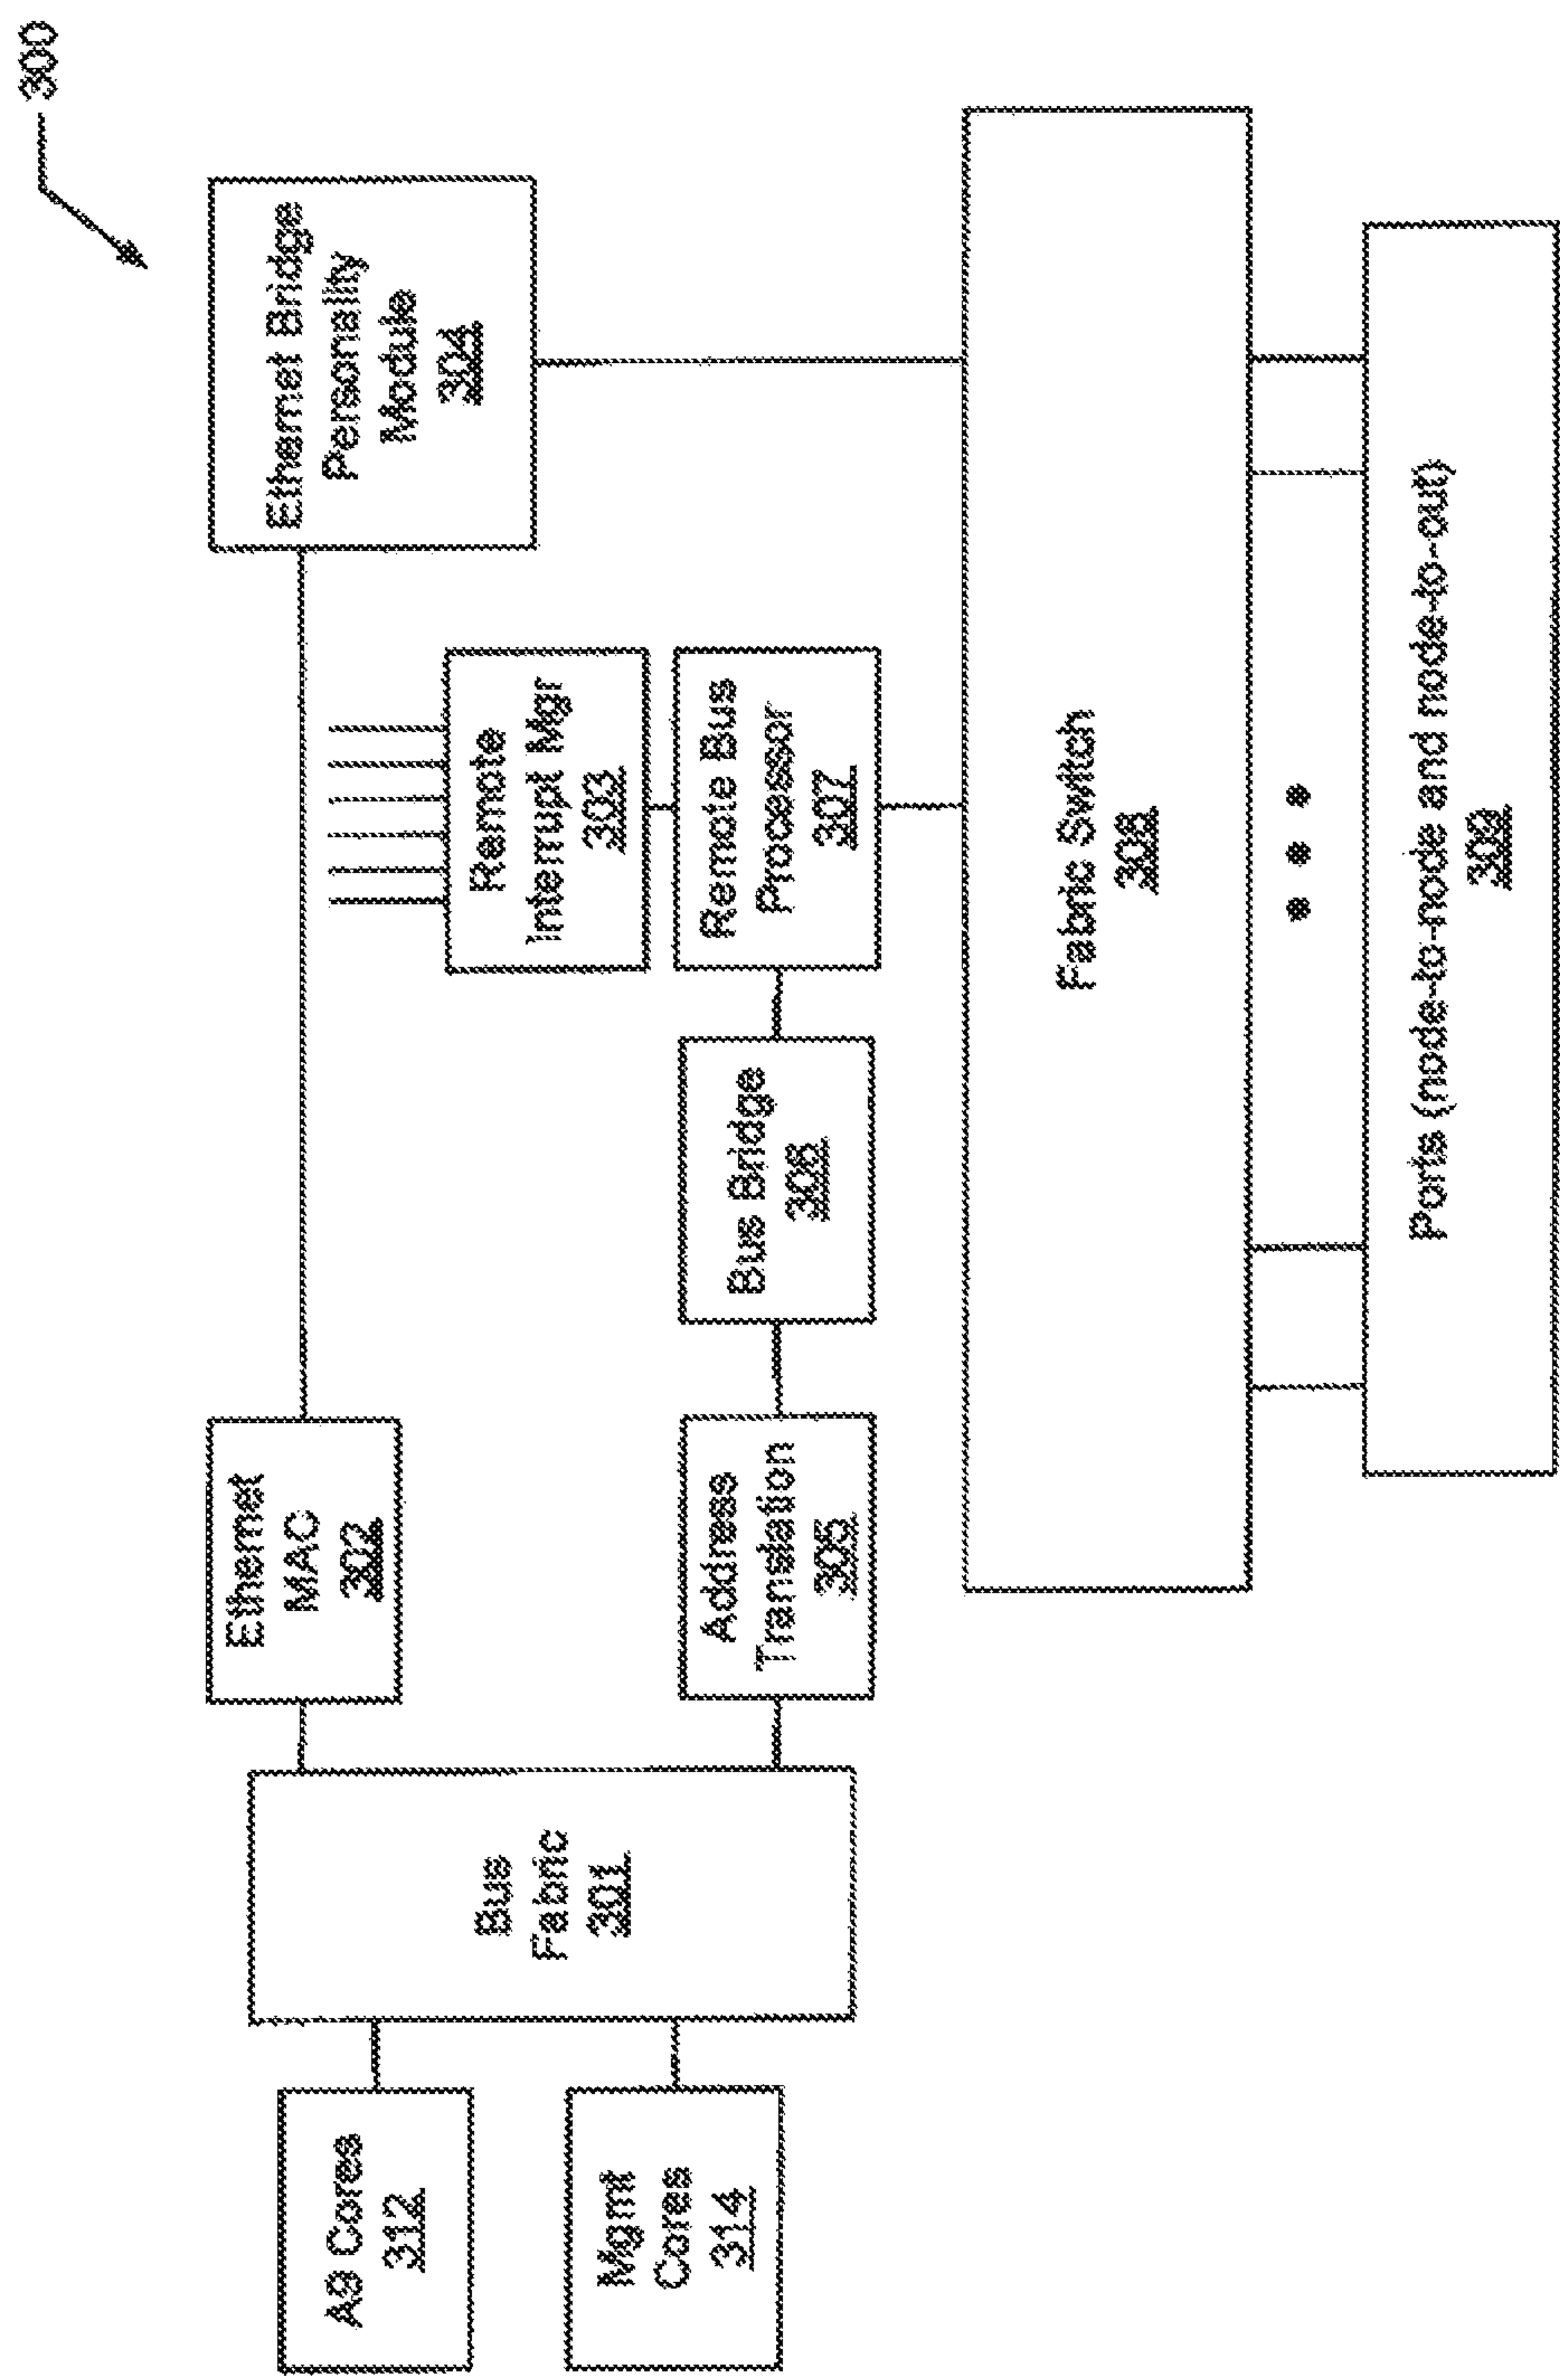 300
Ethernet Bridge
Personality
Module
304
Ethernet
MAC
302
Remote
Interrupt Mgr
303
A9 Cores
312
Bus
Fabric
301
Mgmt
Cores
314
Address
Translation
305
Bus Bridge
306
Remote Bus
Processor
307
Fabric Switch
308
Ports (node-to-node and node-to-out)
309